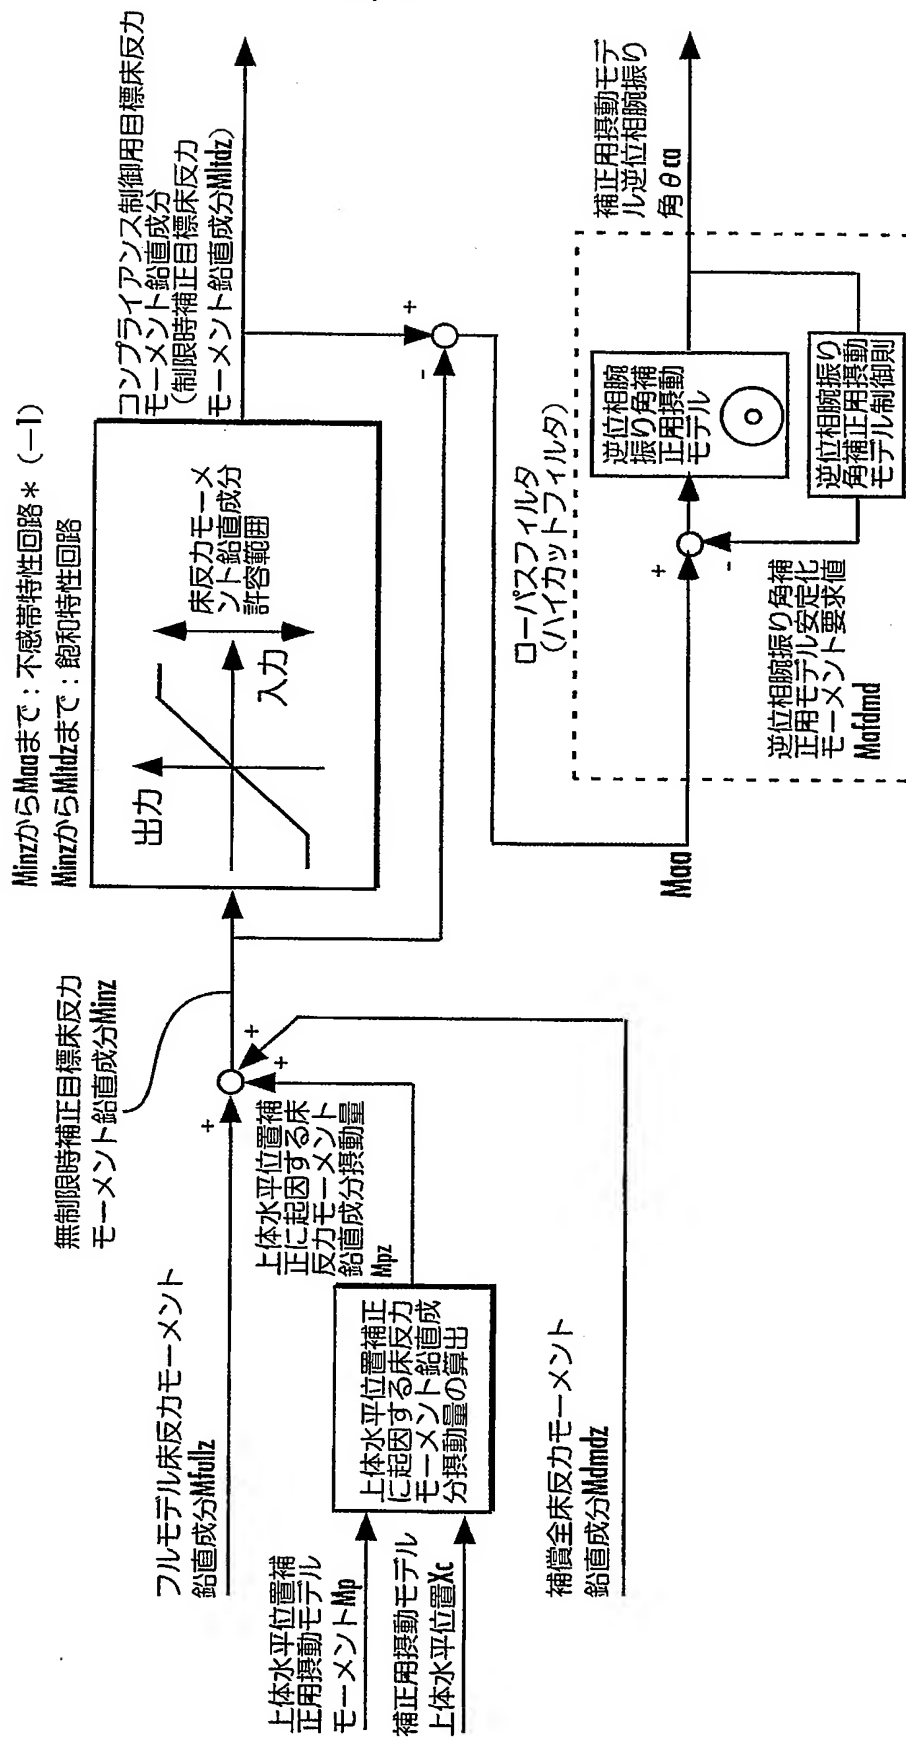 MinzからMaaまで：不感帯特性回路＊（−1）
MinzからMltdzまで：飽和特性回路
無制限時補正目標床反力
モーメント鉛直成分Minz
フルモデル床反力モーメント
鉛直成分Mfullz
+
+
+
上体水平位置補
正に起因する床
反力モーメント
鉛直成分摂動量
Mpz
上体水平位置補正
に起因する床反力
モーメント鉛直成
分摂動量の算出
上体水平位置補
正用摂動モデル
モーメントMp
補正用摂動モデル
上体水平位置Xc
補償全床反力モーメント
鉛直成分Mdmdz
出力
入力
床反力モーメ
ント鉛直成分
許容範囲
コンプライアンス制御用目標床反力
モーメント鉛直成分
（制限時補正目標床反力
モーメント鉛直成分Mltdz）
+
-
ローパスフィルタ
（ハイカットフィルタ）
Maa
+
-
逆位相腕
振り角補
正用摂動
モデル
逆位相腕振り
角補正用摂動
モデル制御則
逆位相腕振り角補
正用モデル安定化
モーメント要求値
Mafdmd
補正用摂動モデ
ル逆位相腕振り
角θca